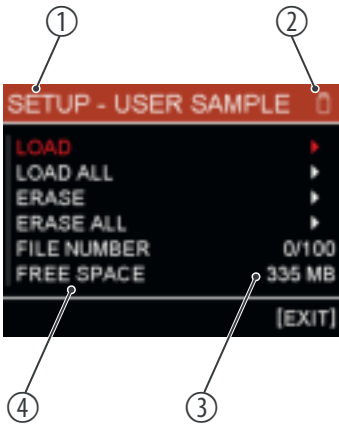 ① ②
SETUP - USER SAMPLE
LOAD
LOAD ALL
ERASE
ERASE ALL
FILE NUMBER 0/100
FREE SPACE 335 MB
[EXIT]
④ ③